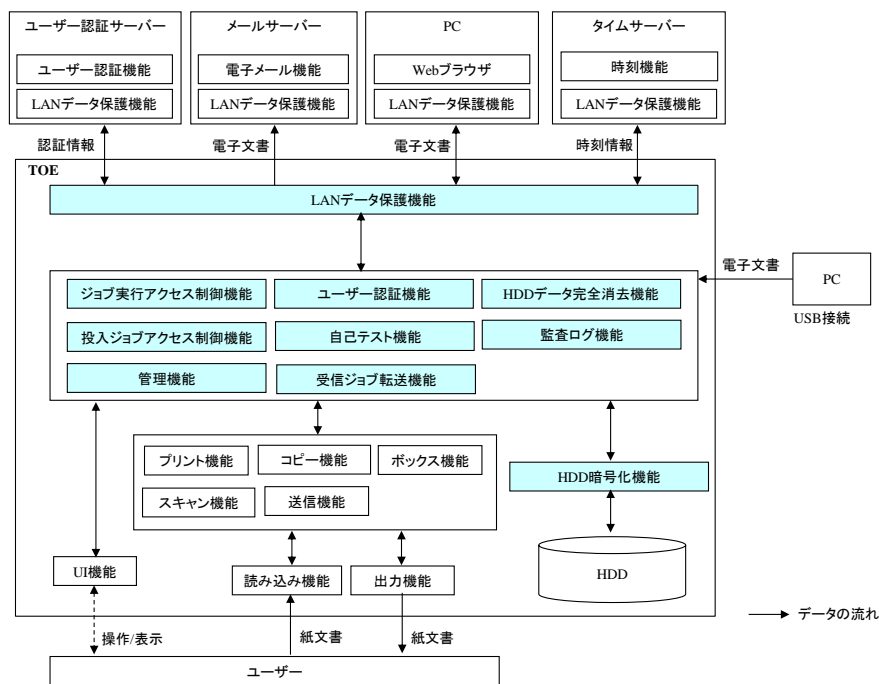 ユーザー認証サーバー
メールサーバー
PC
タイムサーバー
ユーザー認証機能
電子メール機能
Webブラウザ
時刻機能
LANデータ保護機能
LANデータ保護機能
LANデータ保護機能
LANデータ保護機能
認証情報
電子文書
電子文書
時刻情報
TOE
LANデータ保護機能
電子文書
PC
USB接続
ジョブ実行アクセス制御機能
ユーザー認証機能
HDDデータ完全消去機能
投入ジョブアクセス制御機能
自己テスト機能
監査ログ機能
管理機能
受信ジョブ転送機能
プリント機能
コピー機能
ボックス機能
スキャン機能
送信機能
HDD暗号化機能
UI機能
読み込み機能
出力機能
HDD
データの流れ
操作/表示
紙文書
紙文書
ユーザー